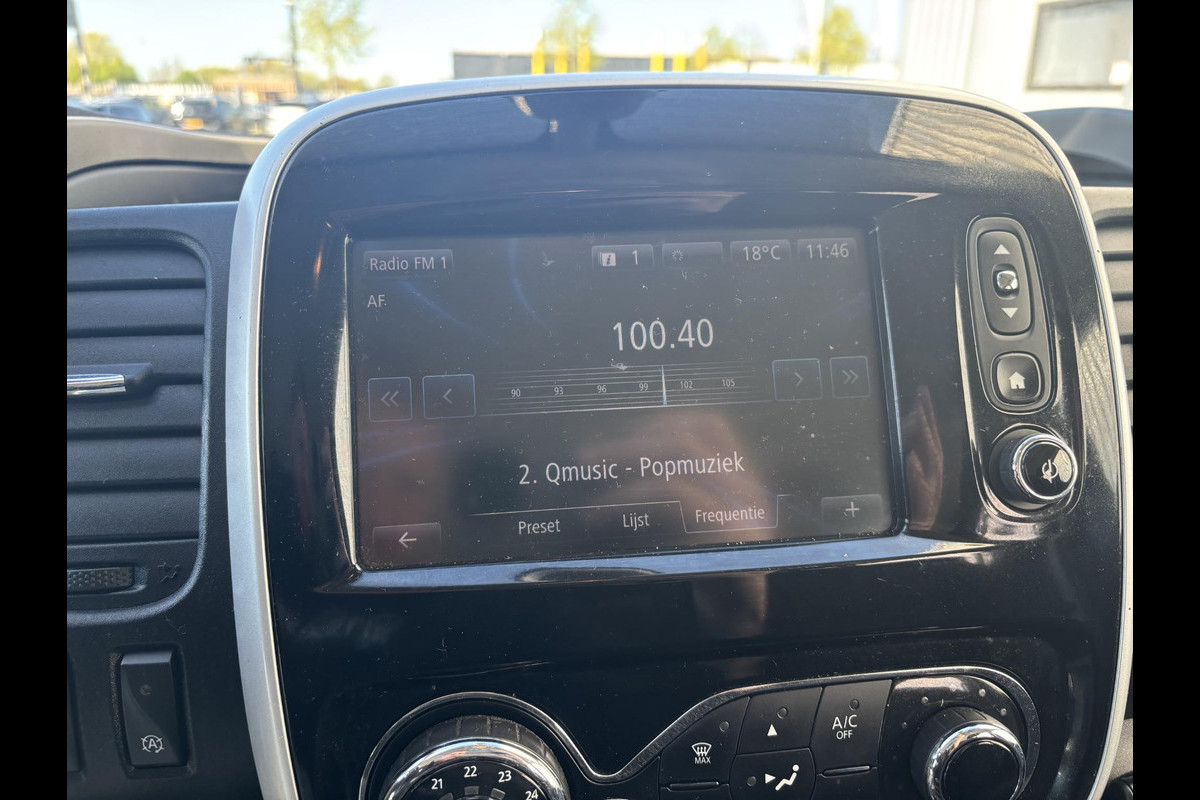 Radio FM 1
i 1
18°C
11:46
AF
100.40
90 93 96 99 102 105
2. Qmusic - Popmuziek
Preset
Lijst
Frequentie
A/C
OFF
MAX
A
21 22 23 24